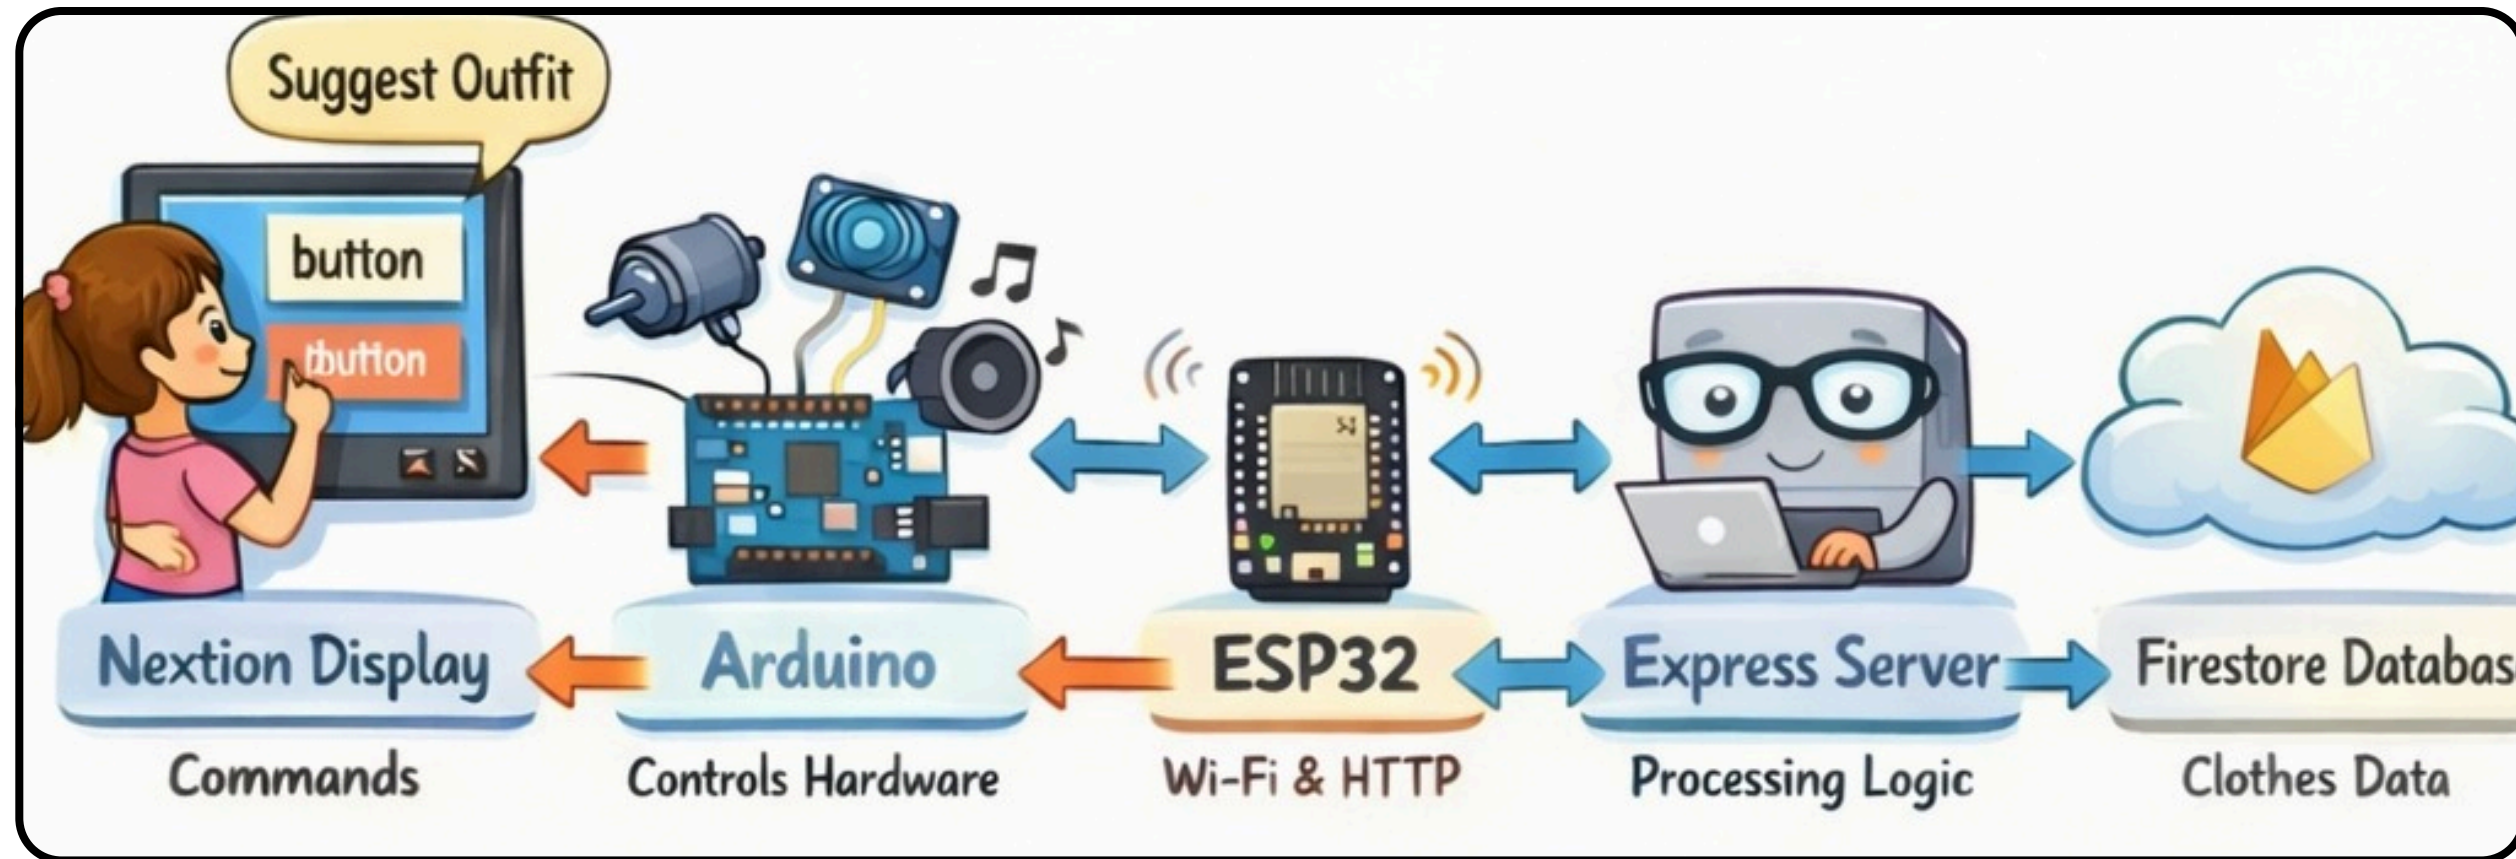 Suggest Outfit
button
tbutton
Nextion Display
Arduino
ESP32
Express Server
Firestore Databas
Commands
Controls Hardware
Wi-Fi & HTTP
Processing Logic
Clothes Data